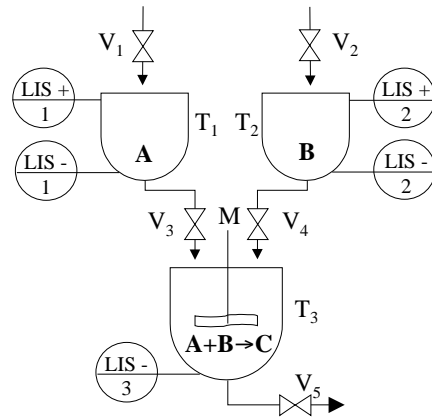 V1 V2
LIS + LIS +
1 T1 T2 2
LIS - A B LIS -
1 2
V3 M V4
T3
A+B→C
LIS -
3 V5